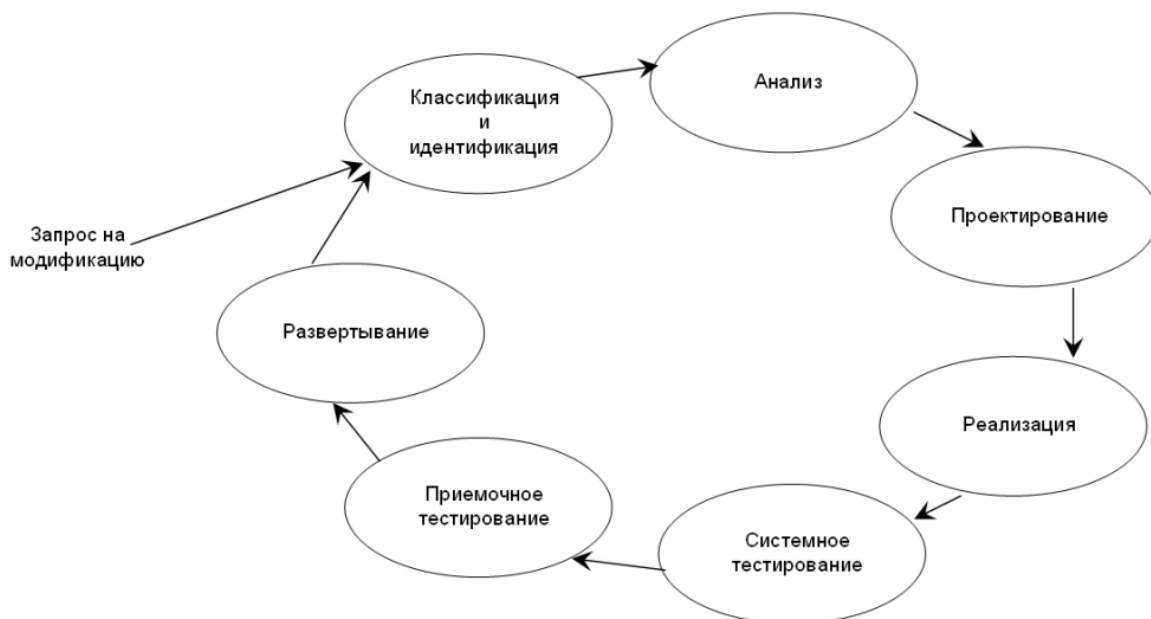 Запрос на
модификацию
Классификация
и
идентификация
Анализ
Проектирование
Реализация
Системное
тестирование
Приемочное
тестирование
Развертывание